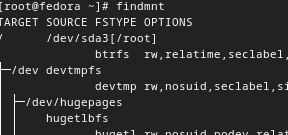 [root@fedora ~]# findmnt
TARGET SOURCE FSTYPE OPTIONS
/ /dev/sda3[/root]
btrfs rw,relatime,seclabel,
├─/dev devtmpfs
devtmp rw,nosuid,seclabel,si
├─/dev/hugepages
hugetlbfs
hugetl rw,nosuid,nodev,relat